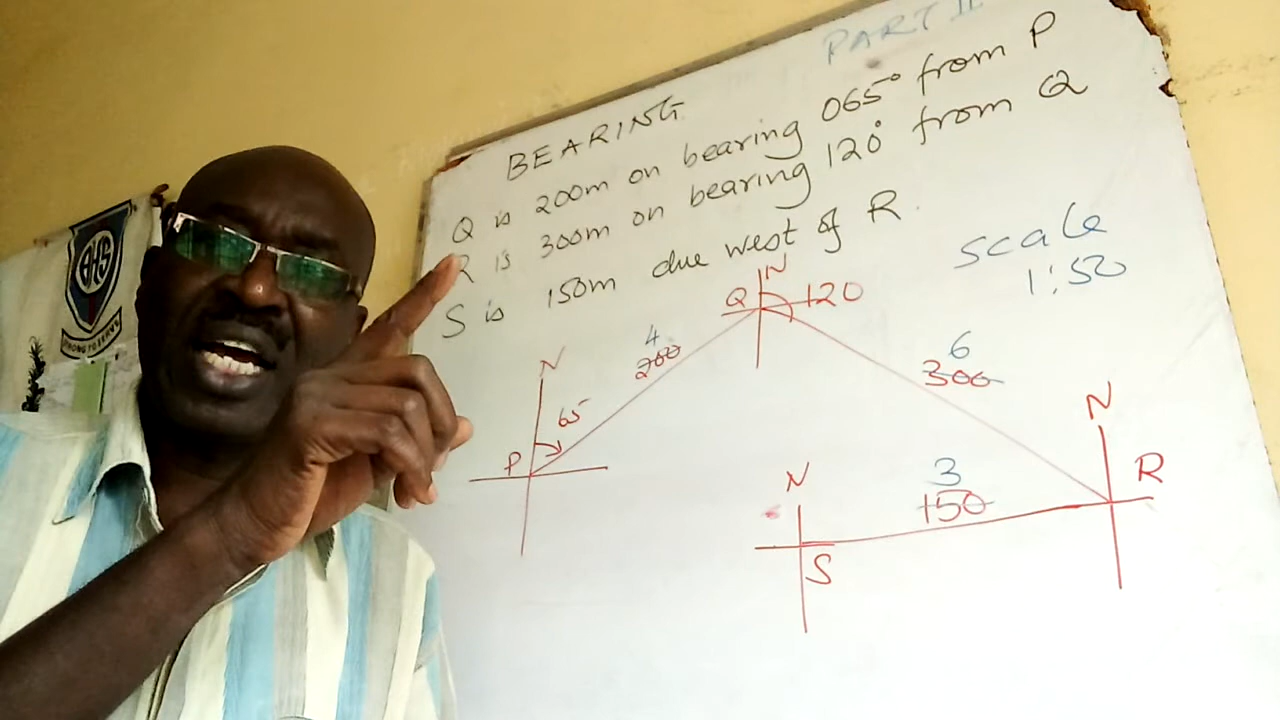 PART II
BEARING
Q is 200m on bearing 065° from P
R is 300m on bearing 120° from Q
S is 150m due west of R.
scale
1:50
N
Q
120
4
200
6
300
N
65
P
N
R
N
3
150
S
BHS